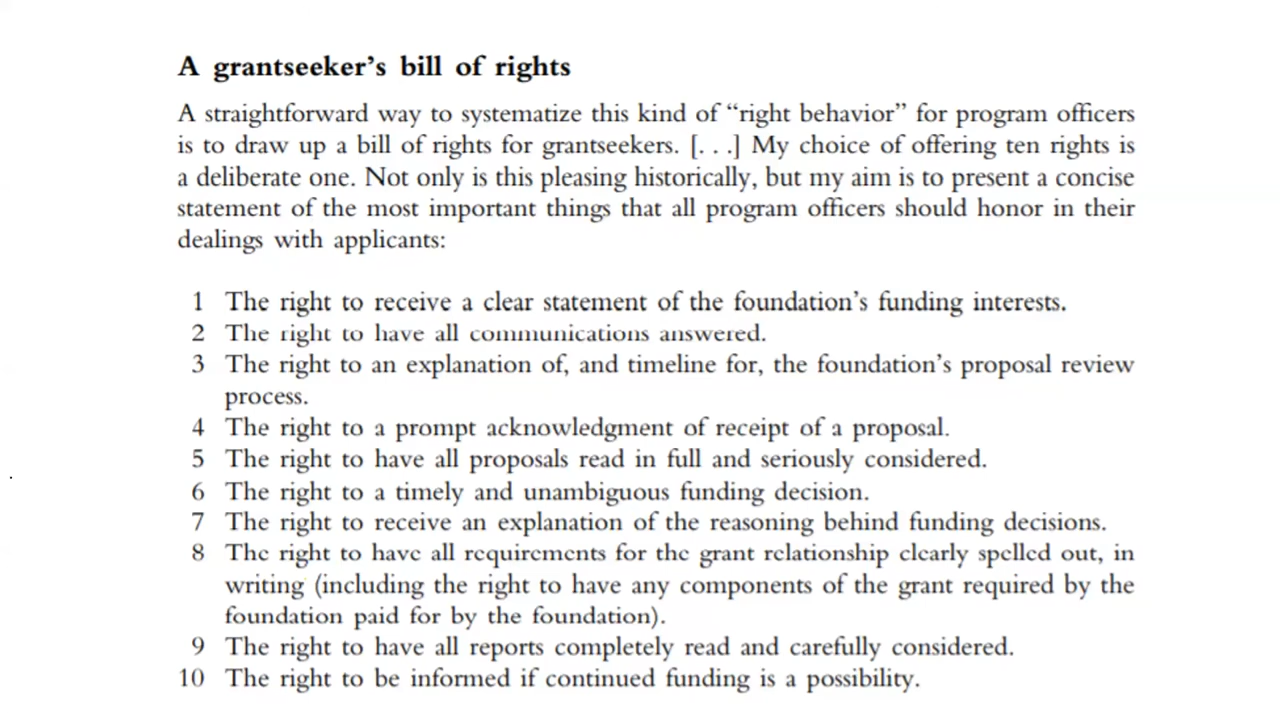 A grantseeker’s bill of rights
A straightforward way to systematize this kind of “right behavior” for program officers
is to draw up a bill of rights for grantseekers. [. . .] My choice of offering ten rights is
a deliberate one. Not only is this pleasing historically, but my aim is to present a concise
statement of the most important things that all program officers should honor in their
dealings with applicants:
1 The right to receive a clear statement of the foundation’s funding interests.
2 The right to have all communications answered.
3 The right to an explanation of, and timeline for, the foundation’s proposal review
process.
4 The right to a prompt acknowledgment of receipt of a proposal.
5 The right to have all proposals read in full and seriously considered.
6 The right to a timely and unambiguous funding decision.
7 The right to receive an explanation of the reasoning behind funding decisions.
8 The right to have all requirements for the grant relationship clearly spelled out, in
writing (including the right to have any components of the grant required by the
foundation paid for by the foundation).
9 The right to have all reports completely read and carefully considered.
10 The right to be informed if continued funding is a possibility.